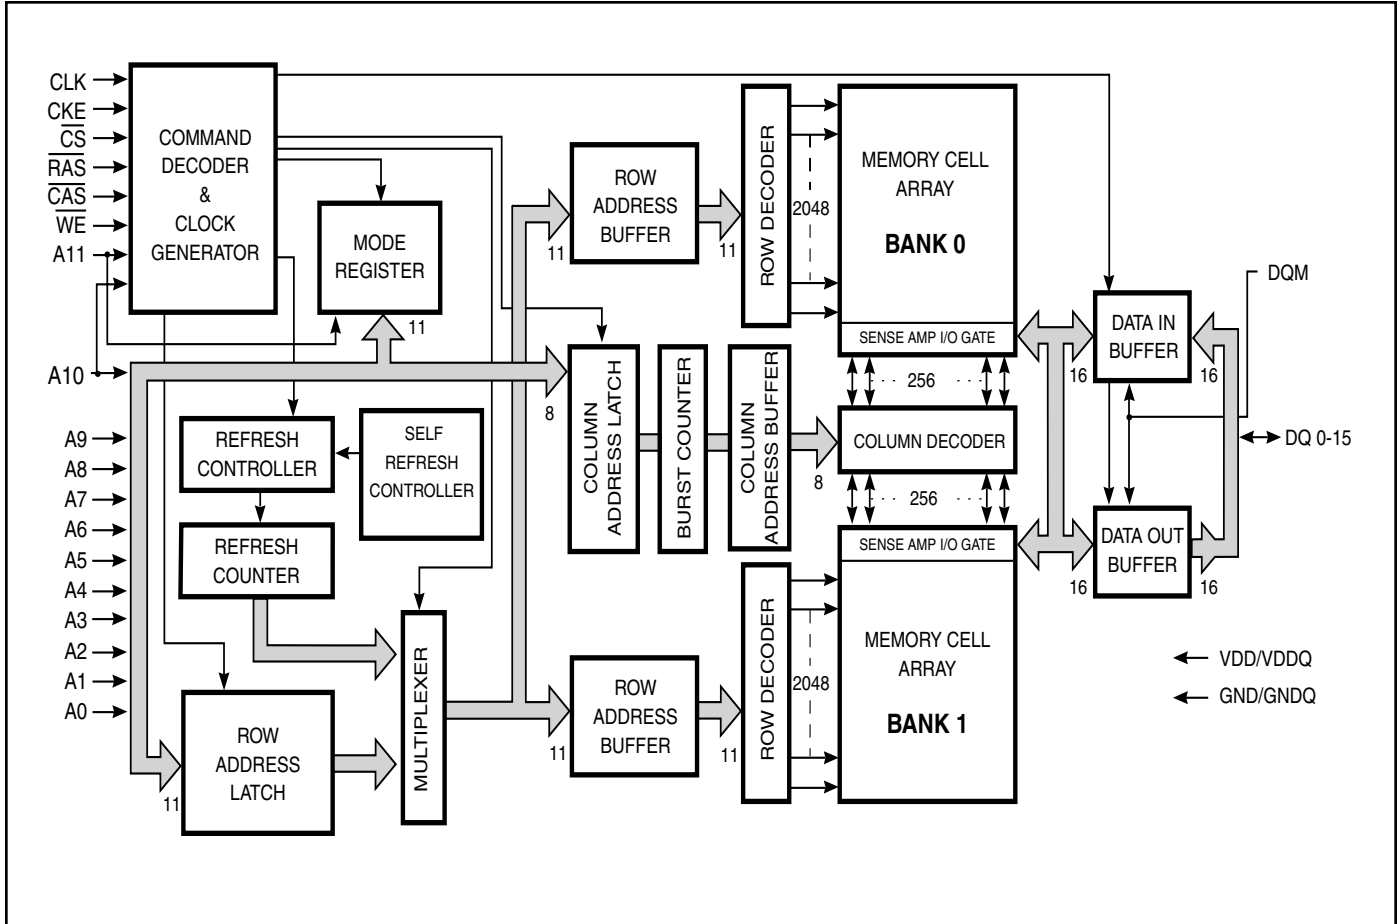 CLK
CKE
CS
RAS
CAS
WE
A11
A10
A9
A8
A7
A6
A5
A4
A3
A2
A1
A0
COMMAND
DECODER
&
CLOCK
GENERATOR
MODE
REGISTER
11
REFRESH
CONTROLLER
SELF
REFRESH
CONTROLLER
REFRESH
COUNTER
ROW
ADDRESS
LATCH
11
MULTIPLEXER
ROW
ADDRESS
BUFFER
11
11
ROW DECODER
2048
MEMORY CELL
ARRAY
BANK 0
SENSE AMP I/O GATE
256
8
COLUMN
ADDRESS LATCH
BURST COUNTER
COLUMN
ADDRESS BUFFER
8
COLUMN DECODER
256
SENSE AMP I/O GATE
MEMORY CELL
ARRAY
BANK 1
ROW
ADDRESS
BUFFER
11
11
ROW DECODER
2048
DQM
DATA IN
BUFFER
16
16
DQ 0-15
DATA OUT
BUFFER
16
16
VDD/VDDQ
GND/GNDQ